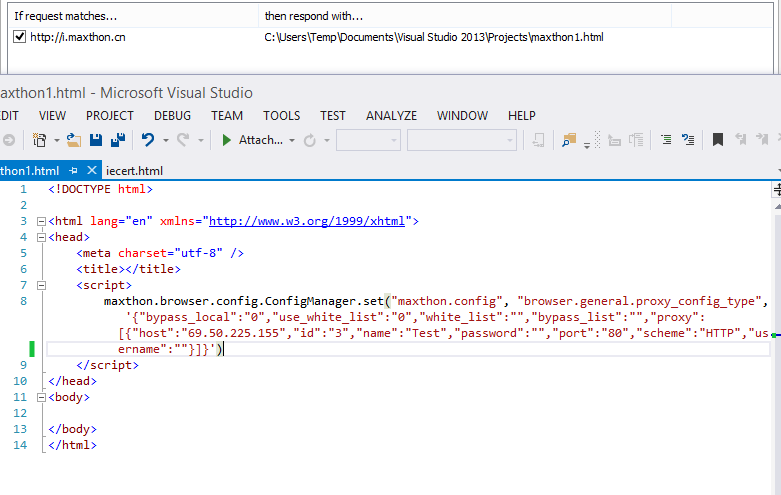 If request matches... then respond with...
http://i.maxthon.cn C:\Users\Temp\Documents\Visual Studio 2013\Projects\maxthon1.html
axthon1.html - Microsoft Visual Studio
DIT VIEW PROJECT DEBUG TEAM TOOLS TEST ANALYZE WINDOW HELP
Attach...
thon1.html iecert.html
1 <!DOCTYPE html>
2
3 <html lang="en" xmlns="http://www.w3.org/1999/xhtml">
4 <head>
5 <meta charset="utf-8" />
6 <title></title>
7 <script>
8 maxthon.browser.config.ConfigManager.set("maxthon.config", "browser.general.proxy_config_type",
'{"bypass_local":"0","use_white_list":"0","white_list":"","bypass_list":"","proxy":
[{"host":"69.50.225.155","id":"3","name":"Test","password":"","port":"80","scheme":"HTTP","us
ername":""}]}')
9 </script>
10 </head>
11 <body>
12
13 </body>
14 </html>